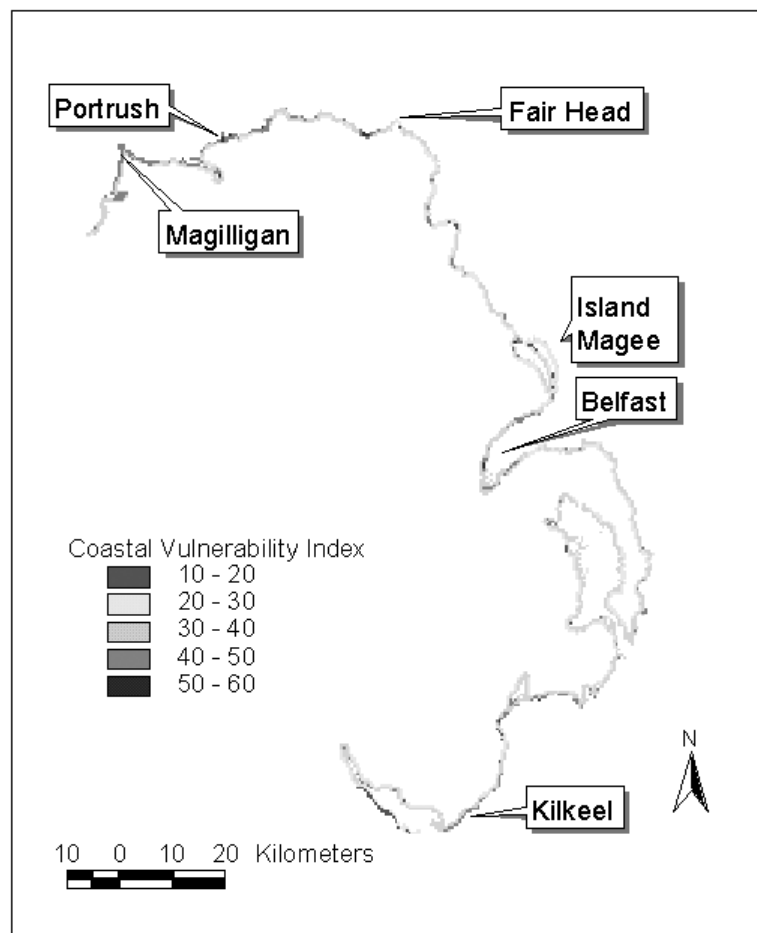 Portrush
Fair Head
Magilligan
Island
Magee
Belfast
Coastal Vulnerability Index
10 - 20
20 - 30
30 - 40
40 - 50
50 - 60
N
Kilkeel
10 0 10 20 Kilometers